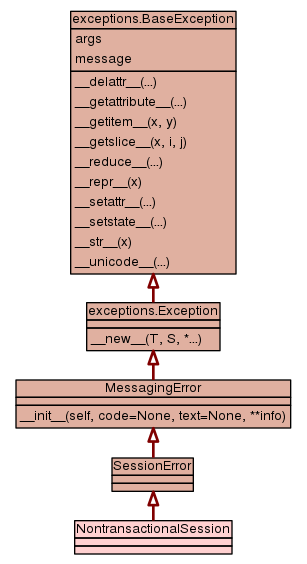 exceptions.BaseException
args
message
__delattr__(...)
__getattribute__(...)
__getitem__(x, y)
__getslice__(x, i, j)
__reduce__(...)
__repr__(x)
__setattr__(...)
__setstate__(...)
__str__(x)
__unicode__(...)
exceptions.Exception
__new__(T, S, *...)
MessagingError
__init__(self, code=None, text=None, **info)
SessionError
NontransactionalSession